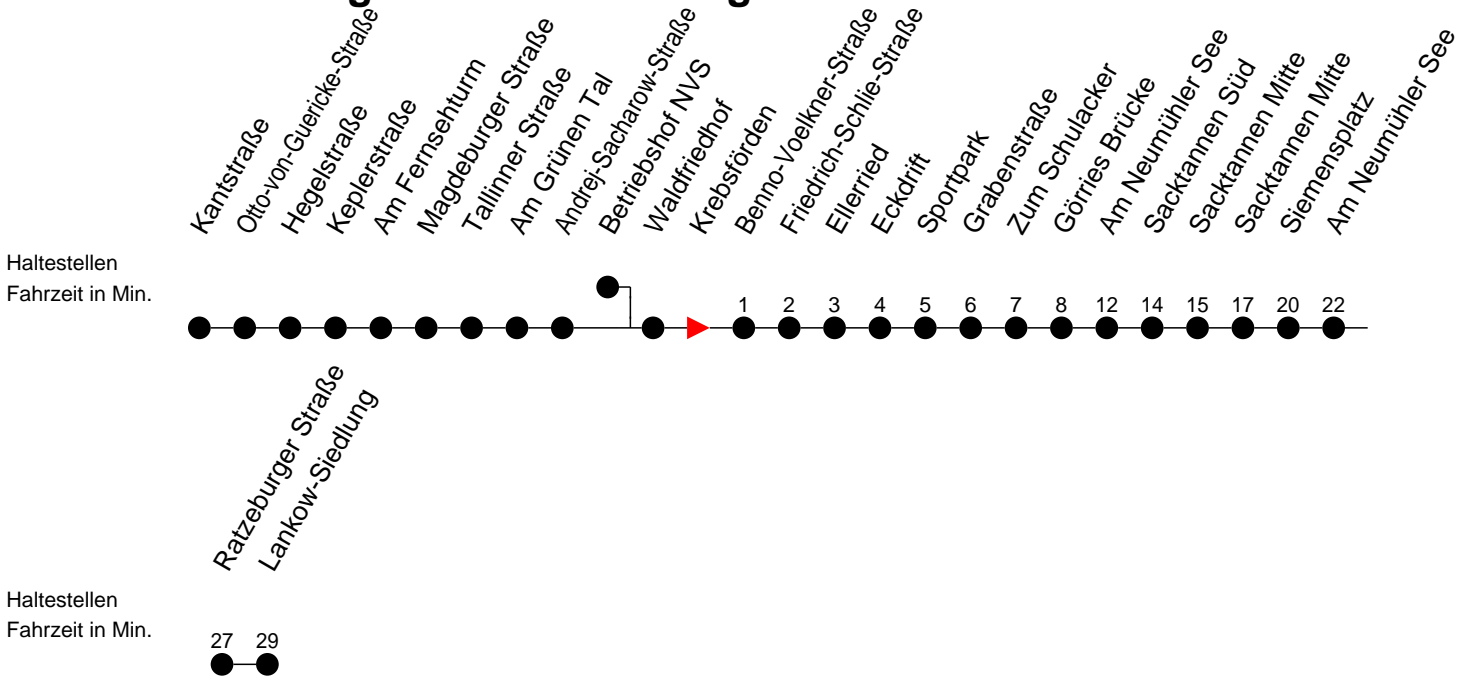 Kantstraße
Otto-von-Guericke-Straße
Hegelstraße
Keplerstraße
Am Fernsehturm
Magdeburger Straße
Tallinner Straße
Am Grünen Tal
Andrej-Sacharow-Straße
Betriebshof NVS
Waldfriedhof
Krebsförden
Benno-Voelkner-Straße
Friedrich-Schlie-Straße
Ellerried
Eckdrift
Sportpark
Grabenstraße
Zum Schulacker
Görries Brücke
Am Neumühler See
Sacktannen Süd
Sacktannen Mitte
Sacktannen Mitte
Siemensplatz
Am Neumühler See
Haltestellen
Fahrzeit in Min.
1 2 3 4 5 6 7 8 12 14 15 17 20 22
Ratzeburger Straße
Lankow-Siedlung
Haltestellen
Fahrzeit in Min.
27 29